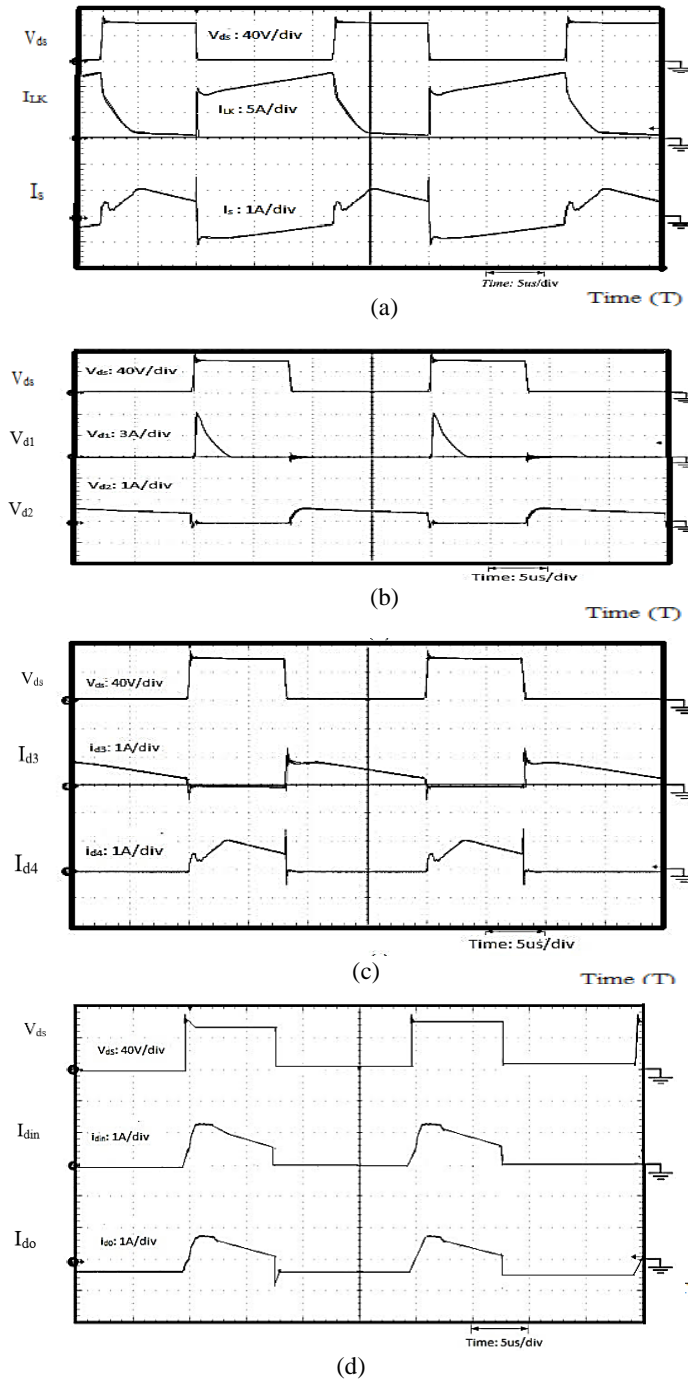 Vds
Vds : 40V/div
ILK
ILK : 5A/div
Is
Is : 1A/div
Time: 5us/div
(a)
Time (T)
Vds
Vds: 40V/div
Vd1
Vd1: 3A/div
Vd2: 1A/div
Vd2
Time: 5us/div
(b)
Time (T)
Vds
Vds: 40V/div
Id3
id3: 1A/div
Id4
id4: 1A/div
Time: 5us/div
(c)
Time (T)
Vds
Vds: 40V/div
Idin
idin: 1A/div
Ido
ido: 1A/div
Time: 5us/div
(d)